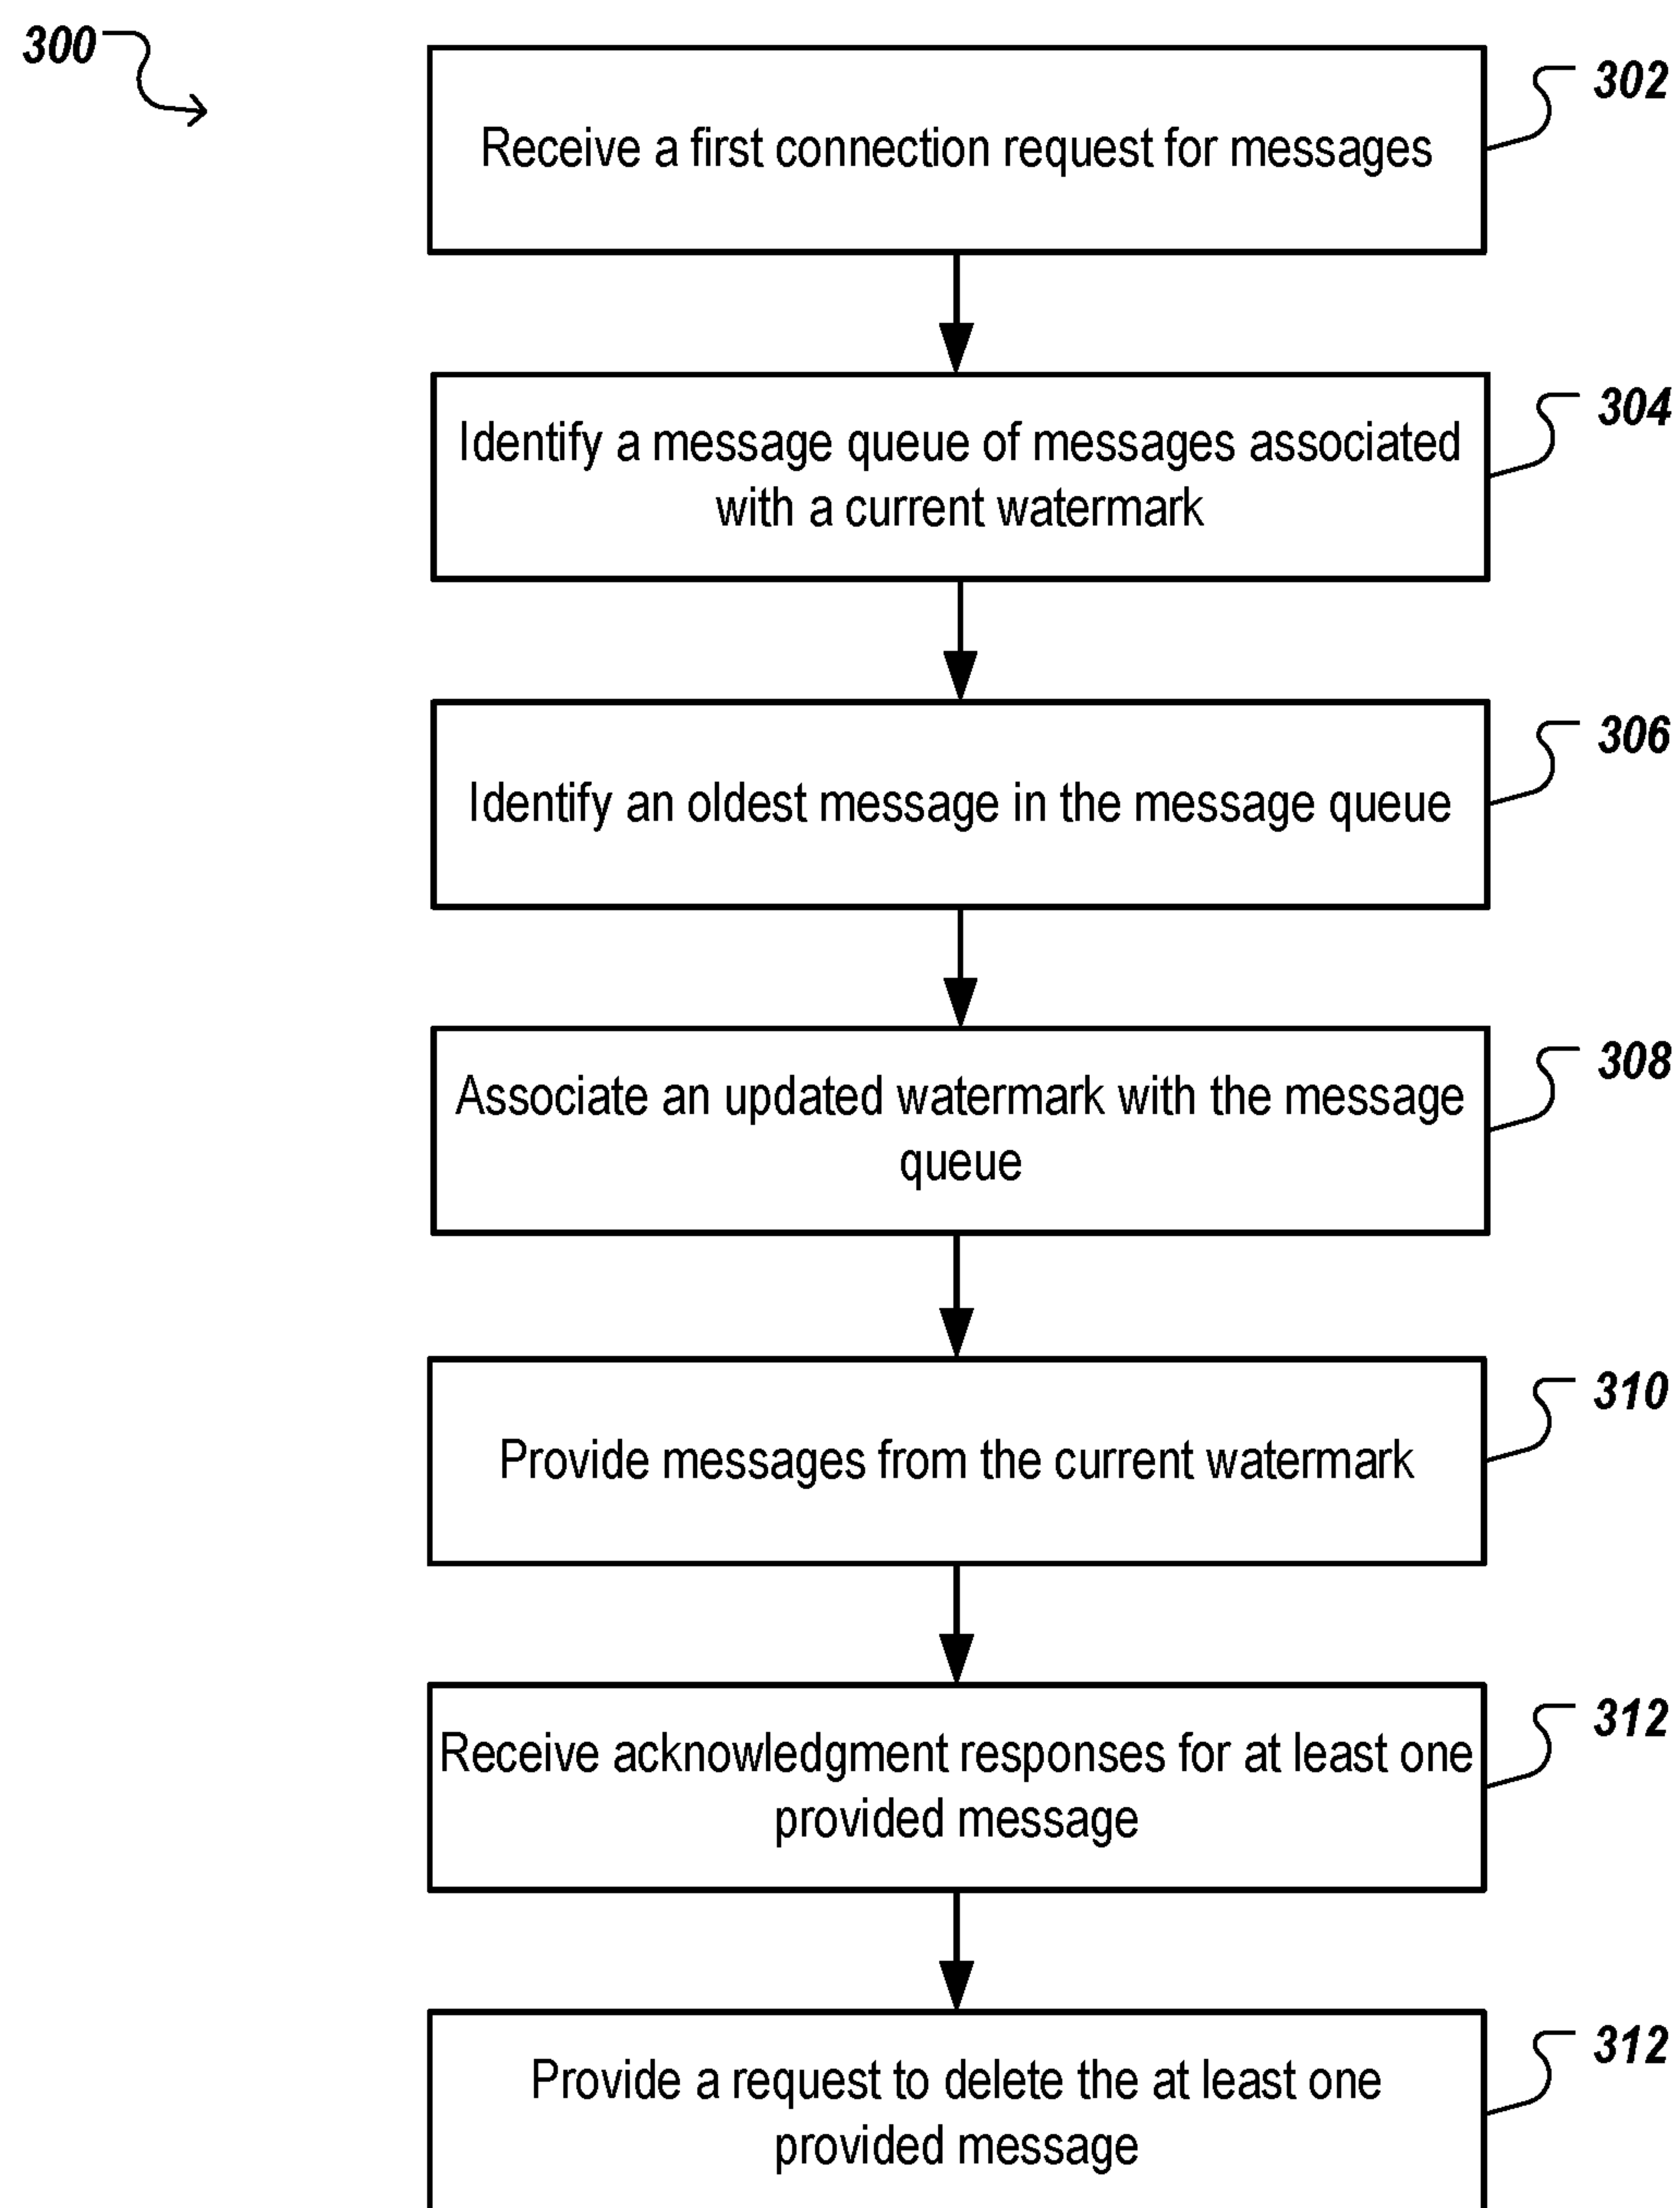 300
Receive a first connection request for messages
302
Identify a message queue of messages associated
with a current watermark
304
Identify an oldest message in the message queue
306
Associate an updated watermark with the message
queue
308
Provide messages from the current watermark
310
Receive acknowledgment responses for at least one
provided message
312
Provide a request to delete the at least one
provided message
312